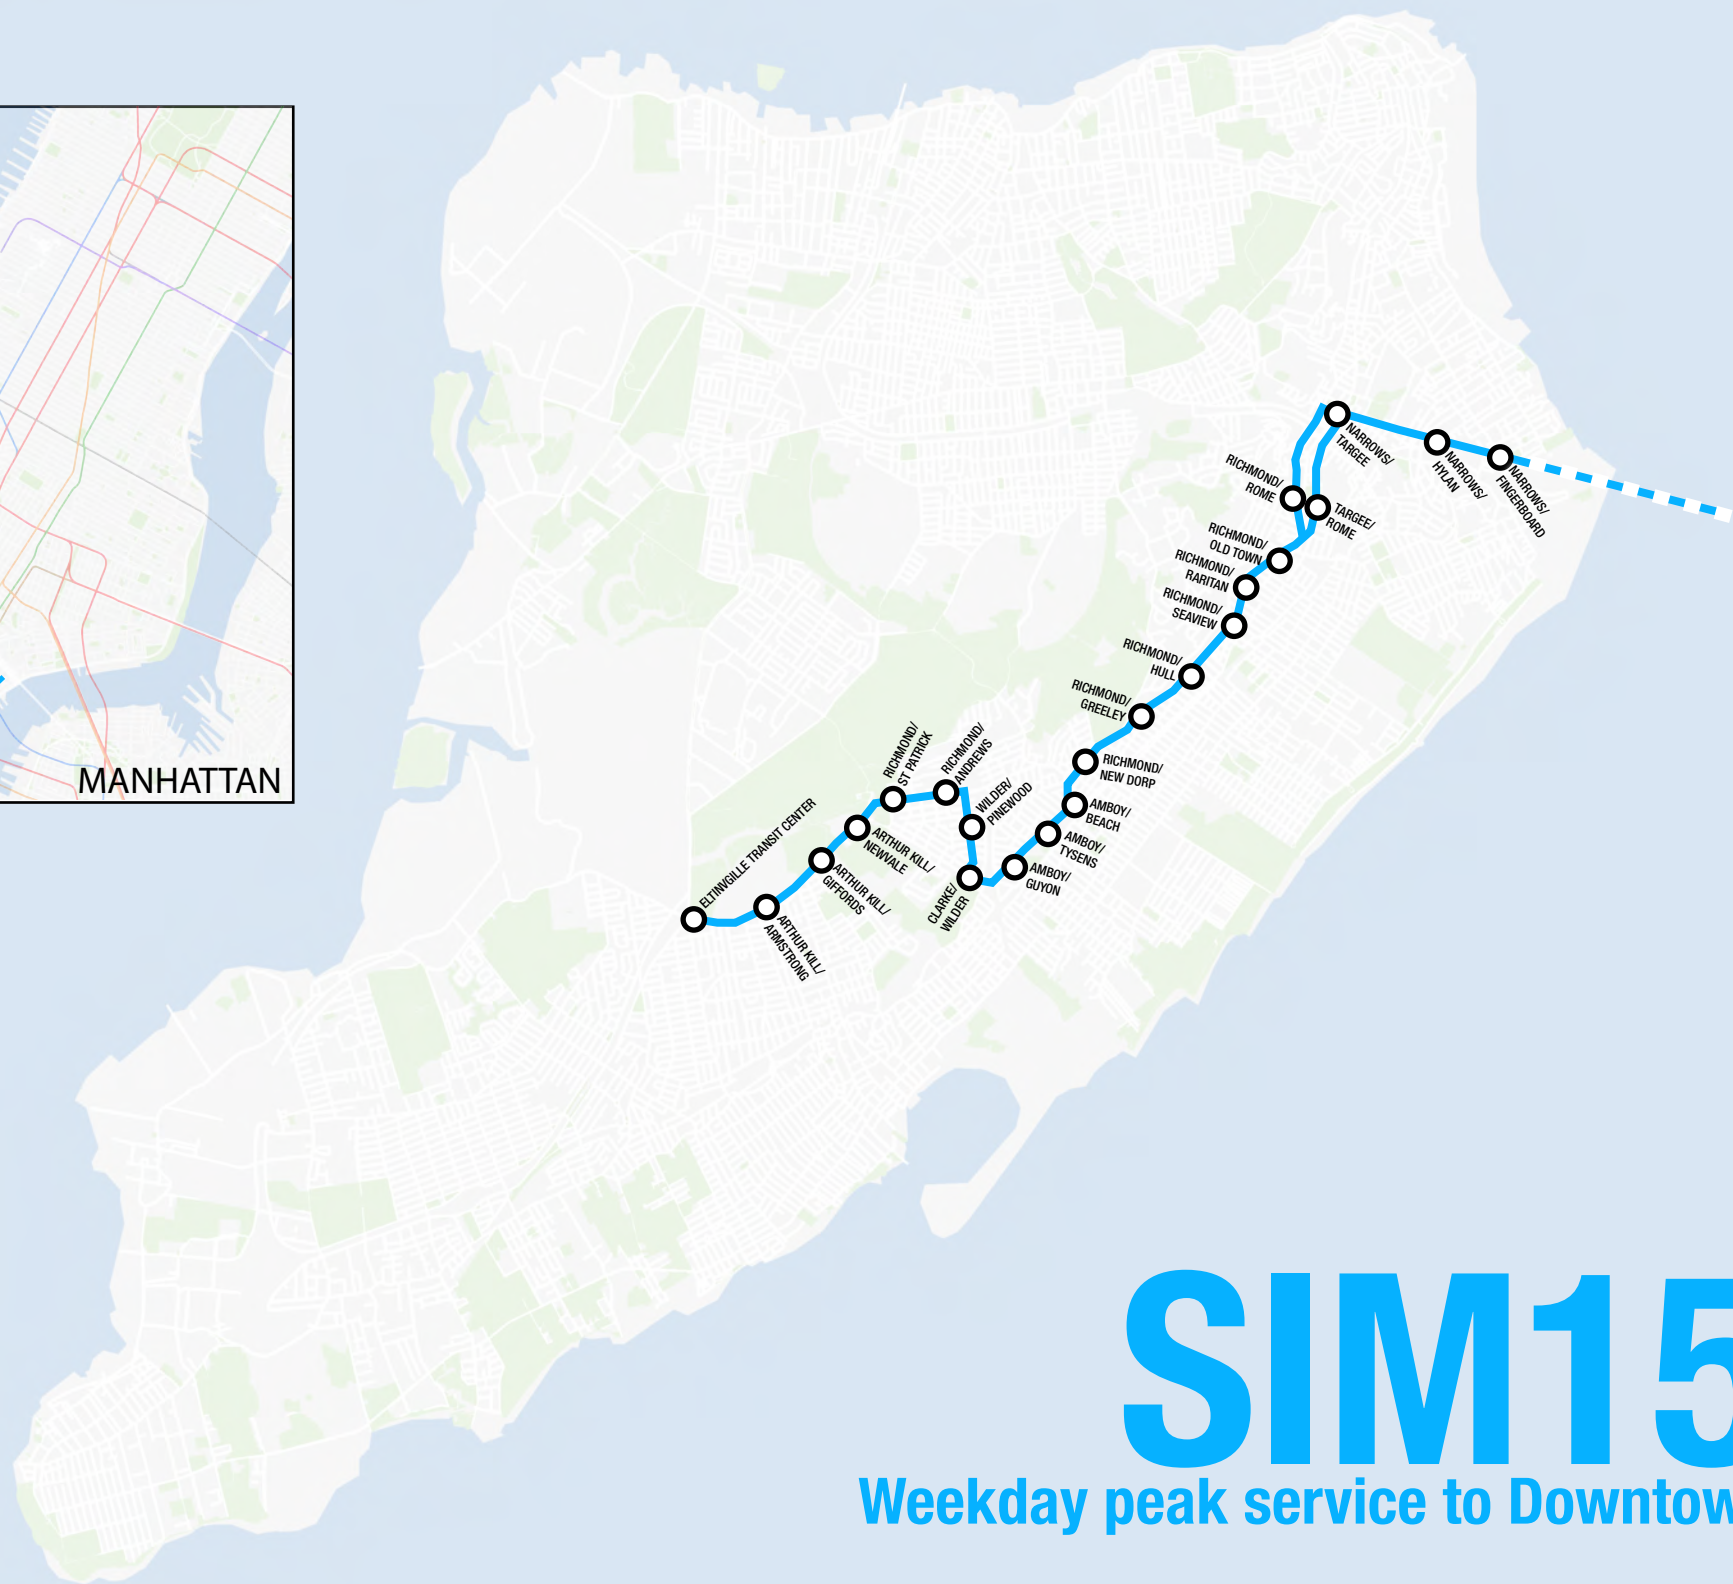 MANHATTAN
NARROWS/
TARGEE
NARROWS/
HYLAN
NARROWS/
FINGERBOARD
RICHMOND/
ROME
TARGEE/
ROME
RICHMOND/
OLD TOWN
RICHMOND/
RARITAN
RICHMOND/
SEAVIEW
RICHMOND/
HULL
RICHMOND/
GREELEY
RICHMOND/
NEW DORP
AMBOY/
BEACH
AMBOY/
TYSENS
AMBOY/
GUYON
CLARKE/
WILDER
WILDER/
PINEWOOD
RICHMOND/
ANDREWS
RICHMOND/
ST PATRICK
ARTHUR KILL/
NEWVALE
ARTHUR KILL/
GIFFORDS
ARTHUR KILL/
ARMSTRONG
ELTINVGILLE TRANSIT CENTER
SIM15
Weekday peak service to Downtow